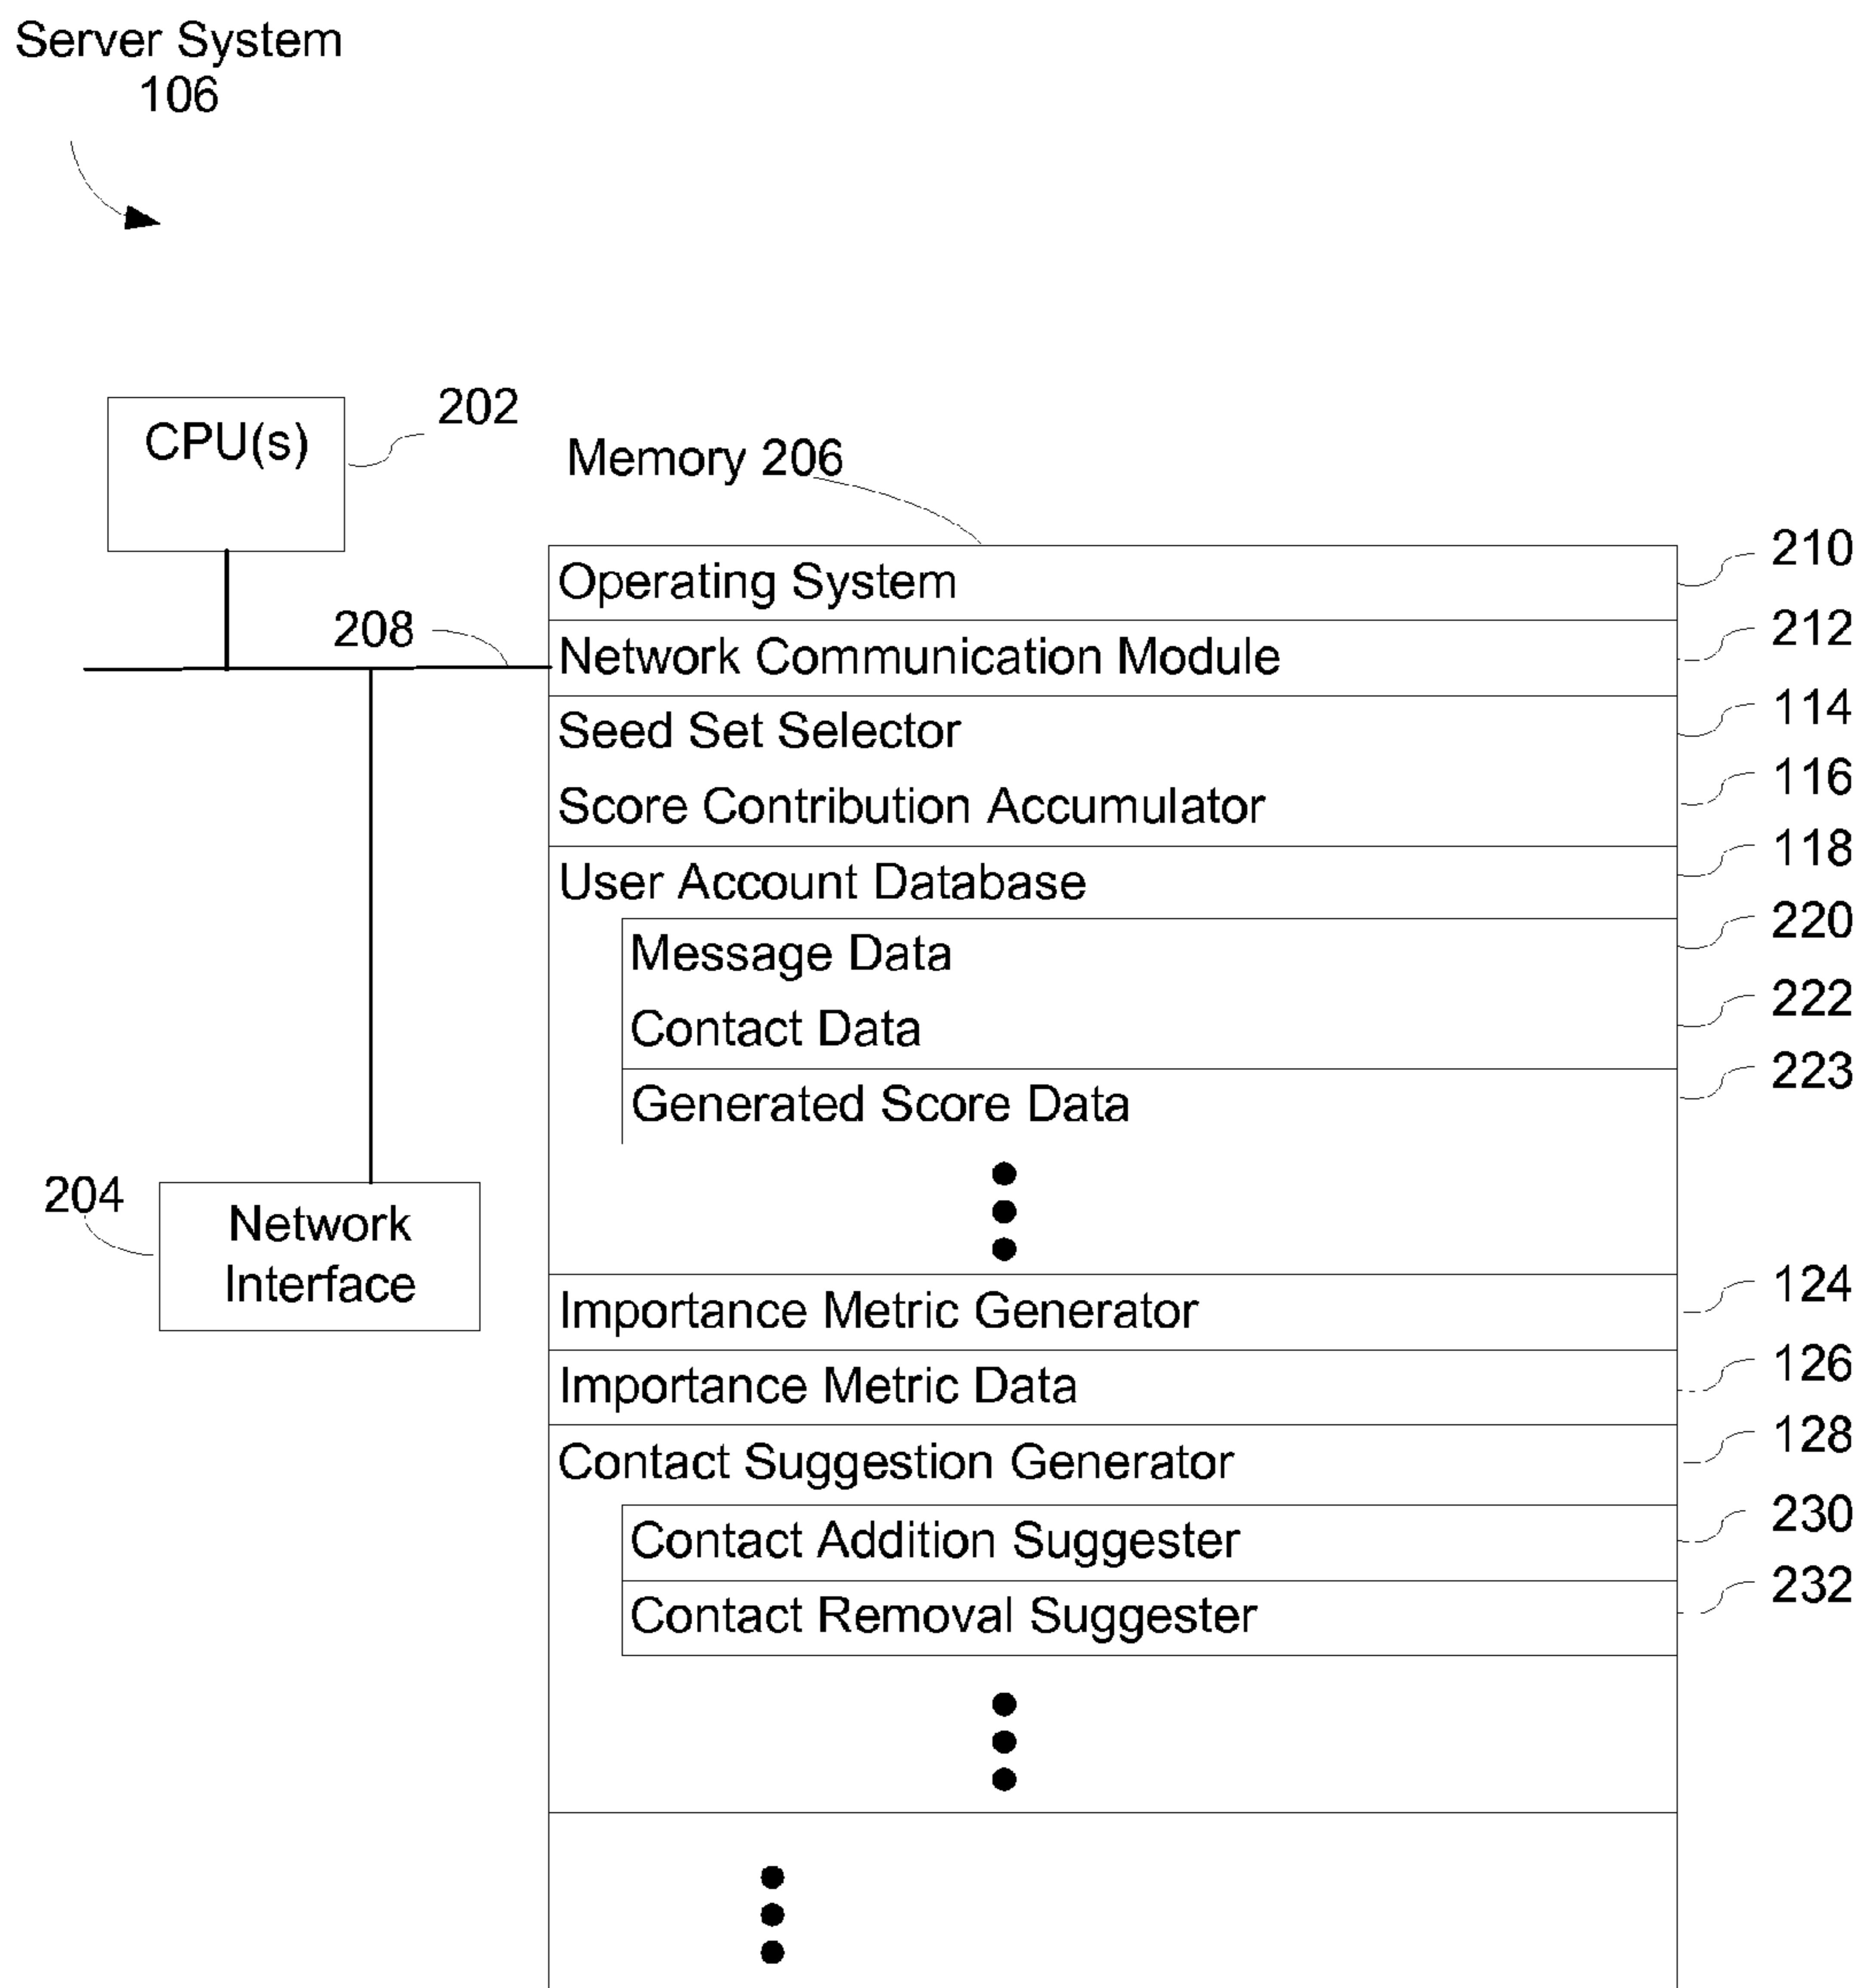 Server System
106
CPU(s)
202
Memory 206
208
Operating System
210
Network Communication Module
212
Seed Set Selector
114
Score Contribution Accumulator
116
User Account Database
118
Message Data
220
Contact Data
222
Generated Score Data
223
204
Network
Interface
Importance Metric Generator
124
Importance Metric Data
126
Contact Suggestion Generator
128
Contact Addition Suggester
230
Contact Removal Suggester
232